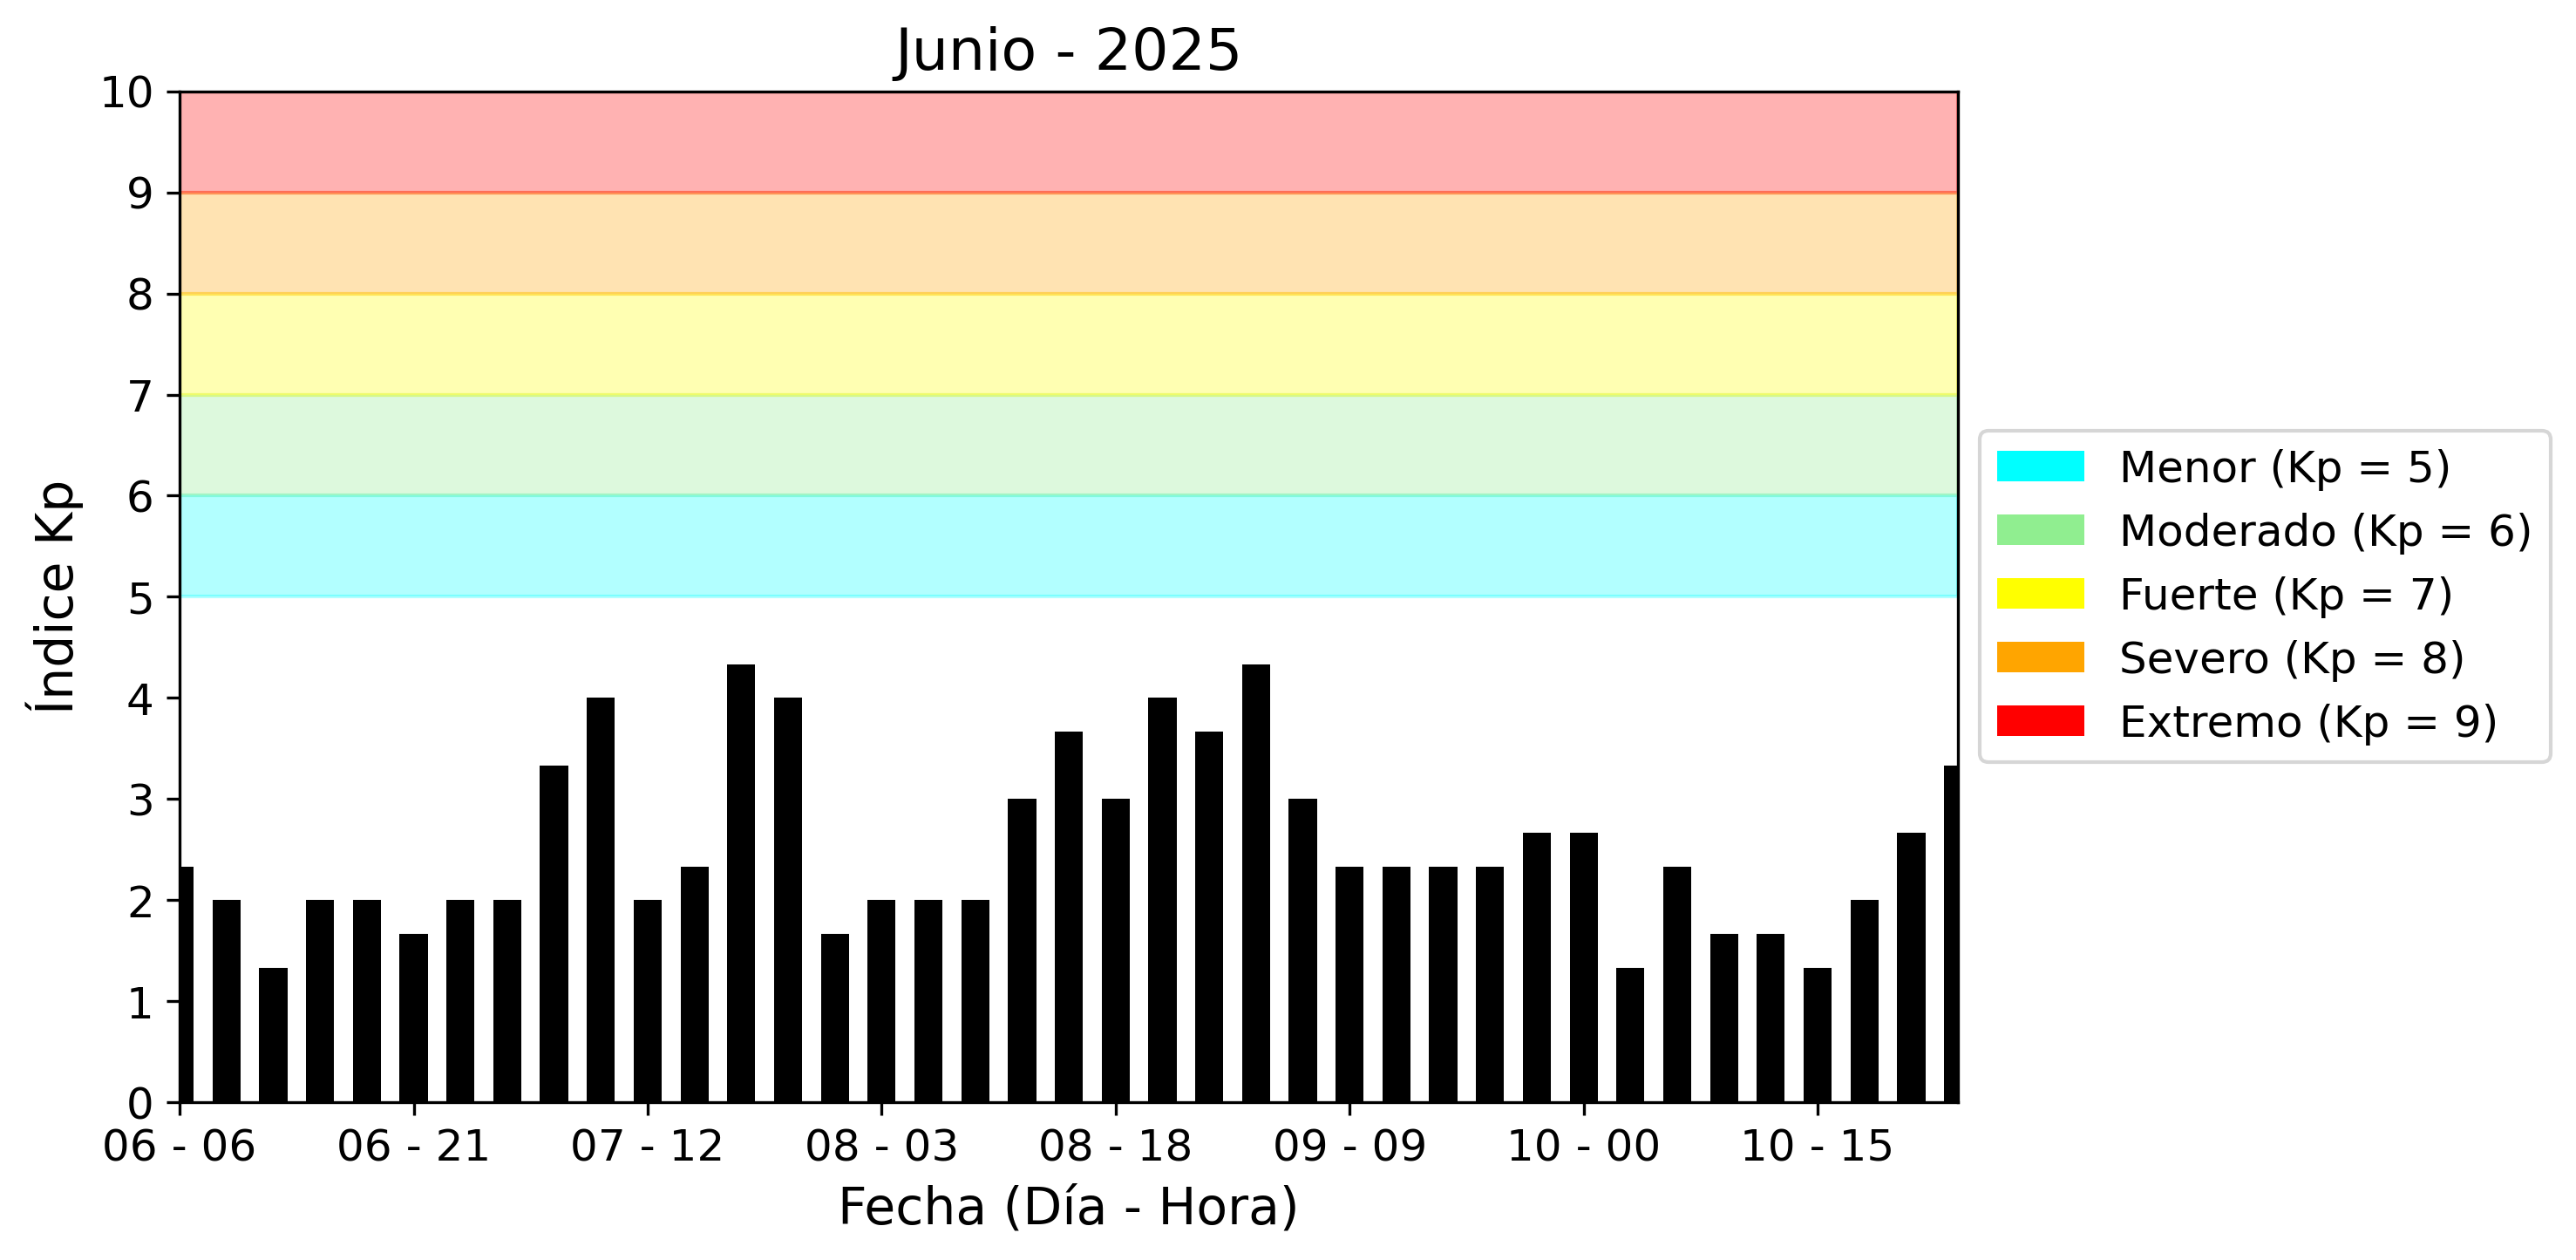 Junio - 2025
10
9
8
7
6
5
4
3
2
1
0
Índice Kp
06 - 06 06 - 21 07 - 12 08 - 03 08 - 18 09 - 09 10 - 00 10 - 15
Fecha (Día - Hora)
Menor (Kp = 5)
Moderado (Kp = 6)
Fuerte (Kp = 7)
Severo (Kp = 8)
Extremo (Kp = 9)